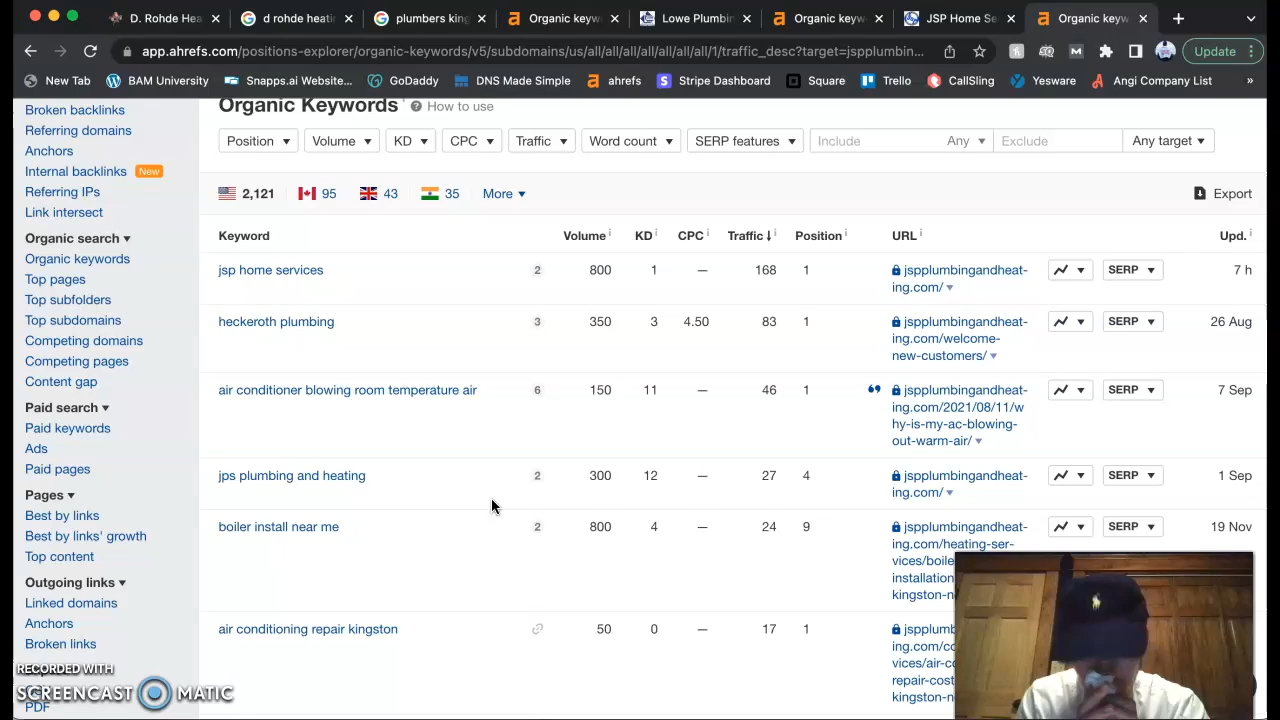 D. Rohde Hea
d rohde heati
plumbers king
Organic keyw
Lowe Plumbin
Organic keyw
JSP Home Se
Organic keyw
app.ahrefs.com/positions-explorer/organic-keywords/v5/subdomains/us/all/all/all/all/all/all/all/1/traffic_desc?target=jspplumbin...
Update
New Tab
BAM University
Snapps.ai Website...
GoDaddy
DNS Made Simple
ahrefs
Stripe Dashboard
Square
Trello
CallSling
Yesware
Angi Company List
»
Broken backlinks
Referring domains
Anchors
Internal backlinks New
Referring IPs
Link intersect
Organic search
Organic keywords
Top pages
Top subfolders
Top subdomains
Competing domains
Competing pages
Content gap
Paid search
Paid keywords
Ads
Paid pages
Pages
Best by links
Best by links' growth
Top content
Outgoing links
Linked domains
Anchors
Broken links
PDF
RECORDED WITH
SCREENCAST MATIC
Organic Keywords How to use
Position Volume KD CPC Traffic Word count SERP features Include Any Exclude Any target
2,121 95 43 35 More Export
Keyword Volume KD CPC Traffic Position URL Upd.
jsp home services 2 800 1 — 168 1 jspplumbingandheat- SERP 7 h
ing.com/
heckeroth plumbing 3 350 3 4.50 83 1 jspplumbingandheat- SERP 26 Aug
ing.com/welcome-
new-customers/
air conditioner blowing room temperature air 6 150 11 — 46 1 jspplumbingandheat- SERP 7 Sep
ing.com/2021/08/11/w
hy-is-my-ac-blowing-
out-warm-air/
jps plumbing and heating 2 300 12 — 27 4 jspplumbingandheat- SERP 1 Sep
ing.com/
boiler install near me 2 800 4 — 24 9 jspplumbingandheat- SERP 19 Nov
ing.com/heating-ser-
vices/boile
installation
kingston-n
air conditioning repair kingston 50 0 — 17 1 jspplumb
ing.com/co
vices/air-co
repair-cost
kingston-n